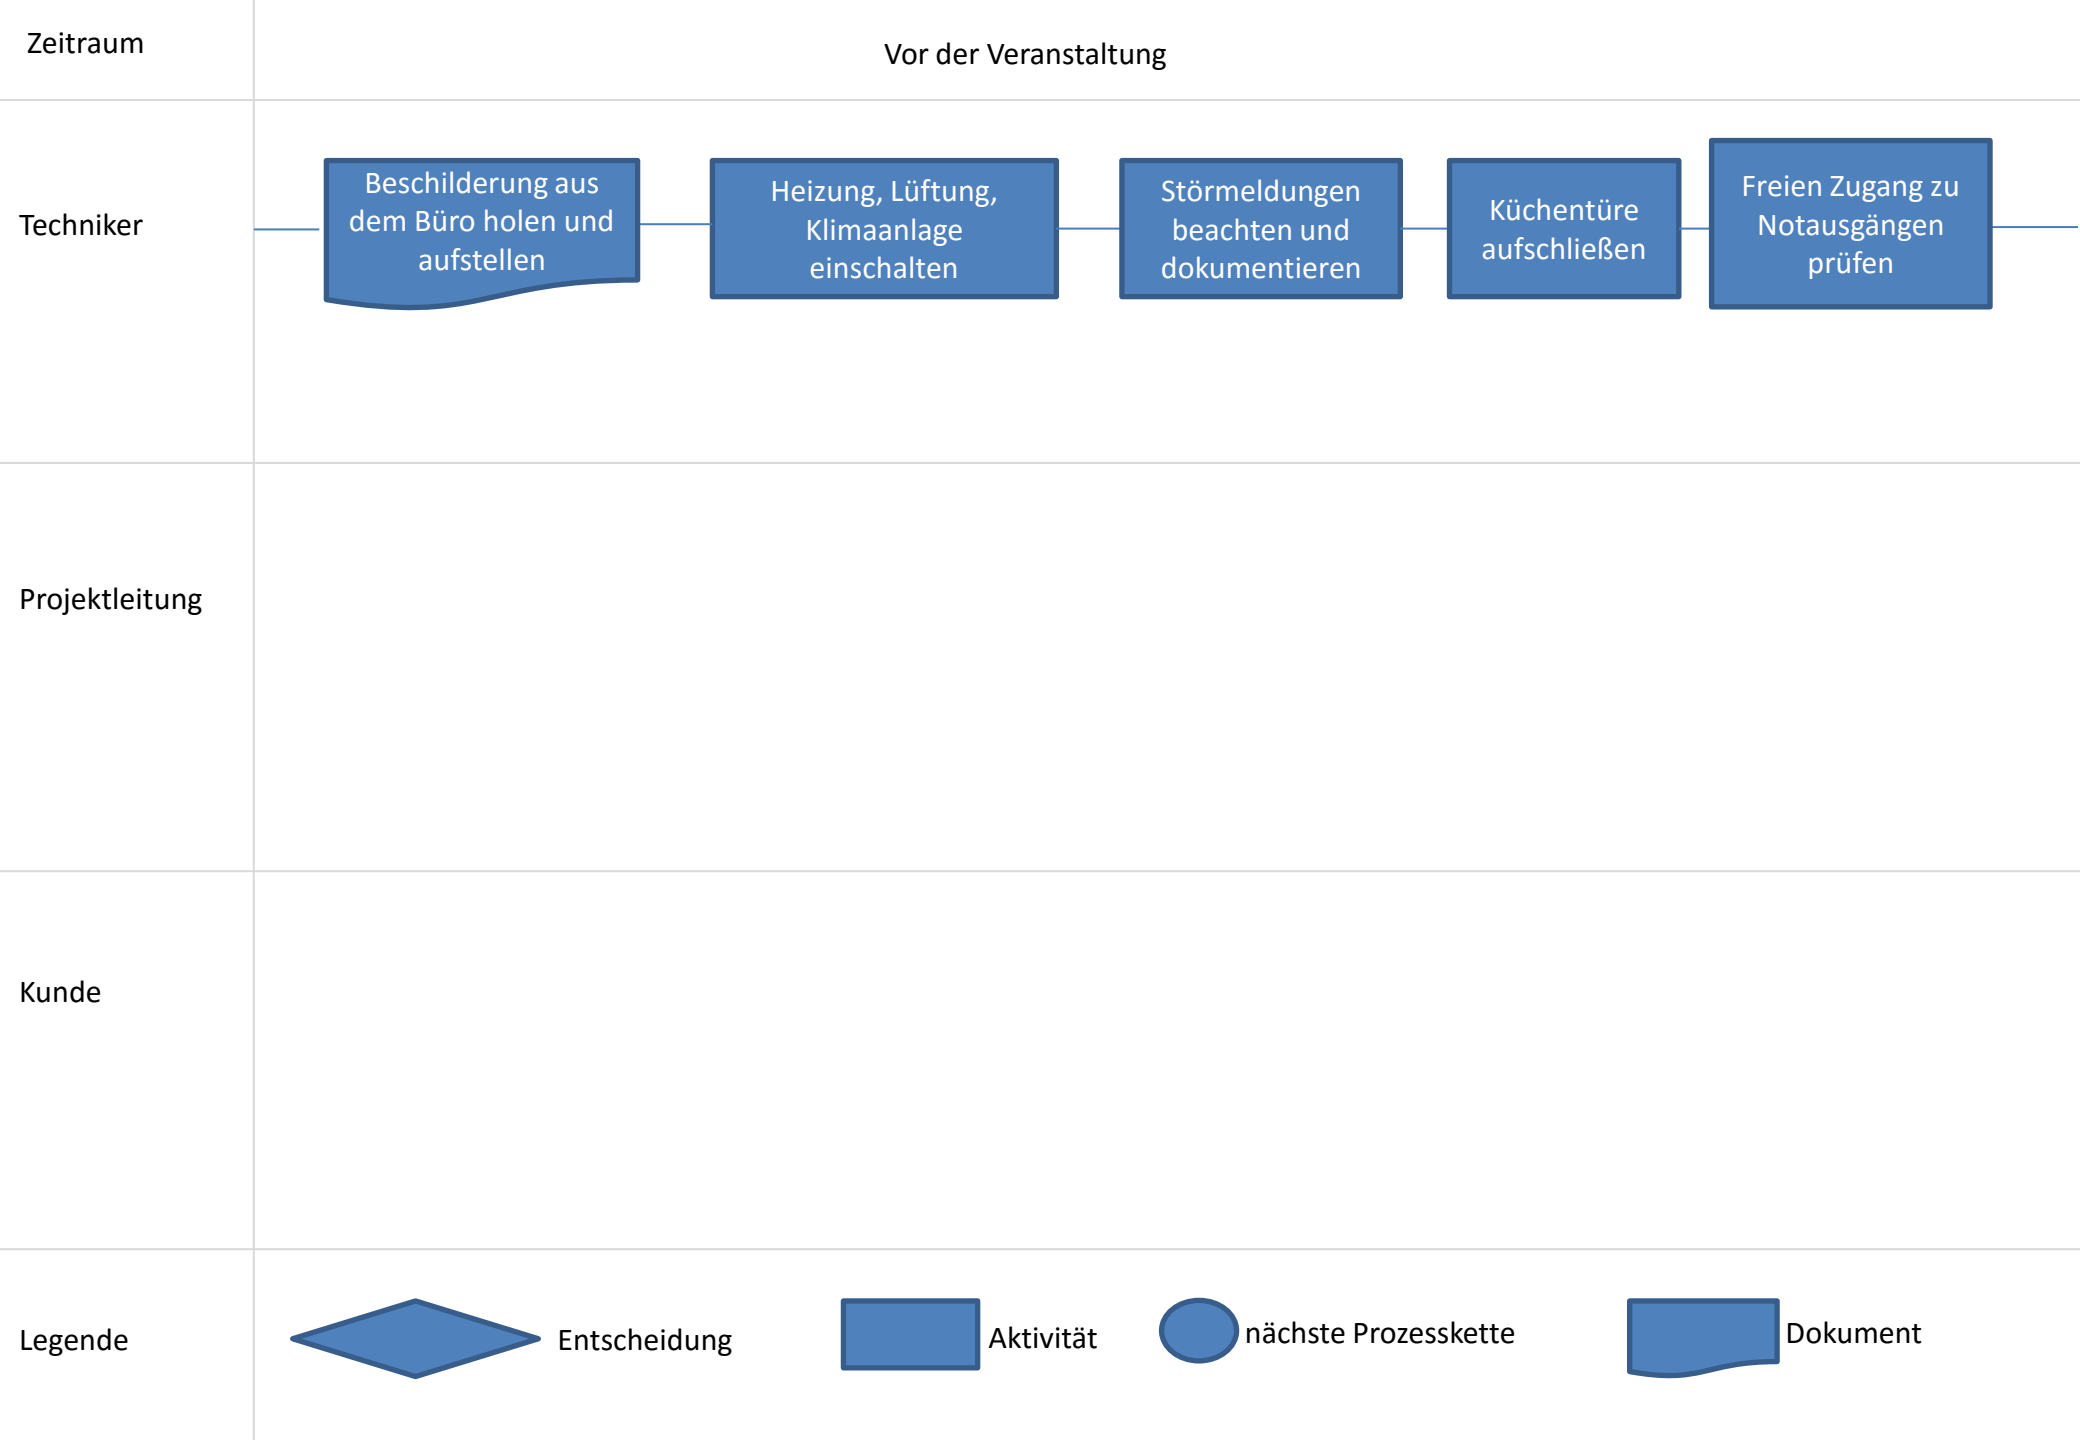 Zeitraum
Vor der Veranstaltung
Techniker
Beschilderung aus
dem Büro holen und
aufstellen
Heizung, Lüftung,
Klimaanlage
einschalten
Störmeldungen
beachten und
dokumentieren
Küchentüre
aufschließen
Freien Zugang zu
Notausgängen
prüfen
Projektleitung
Kunde
Legende
Entscheidung
Aktivität
nächste Prozesskette
Dokument